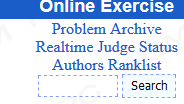 Online Exercise
Problem Archive
Realtime Judge Status
Authors Ranklist
Search